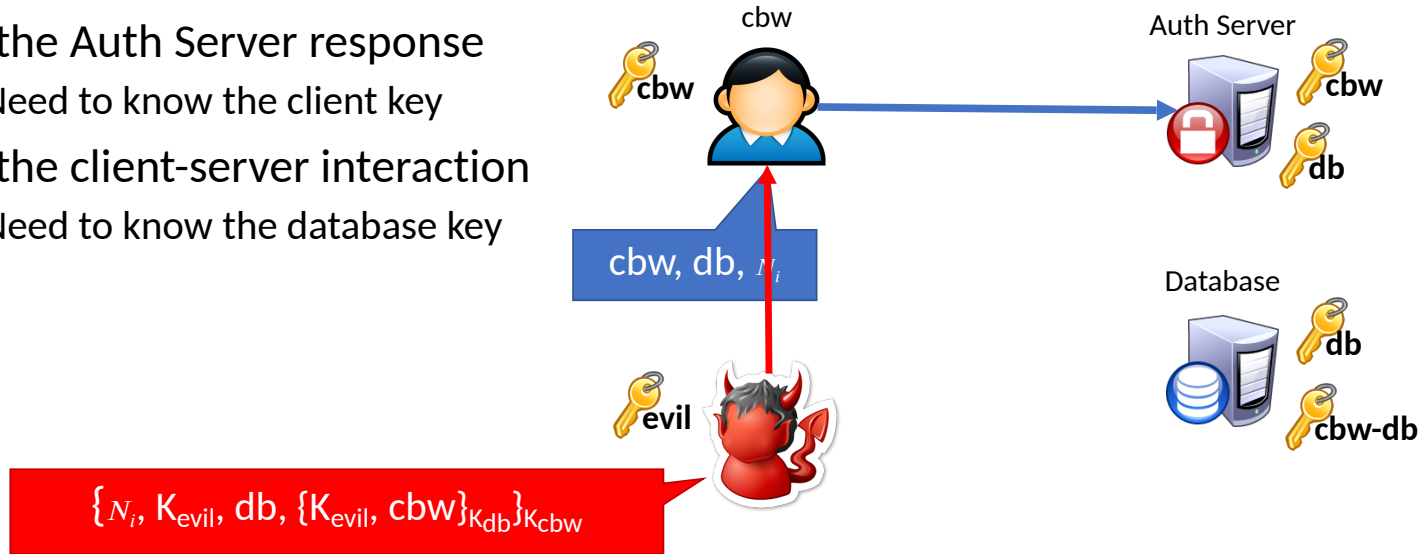 the Auth Server response
Need to know the client key
the client-server interaction
Need to know the database key
cbw
cbw
Auth Server
cbw
db
cbw, db, Nᵢ
Database
db
cbw-db
evil
{Nᵢ, Kevil, db, {Kevil, cbw}Kdb}Kcbw